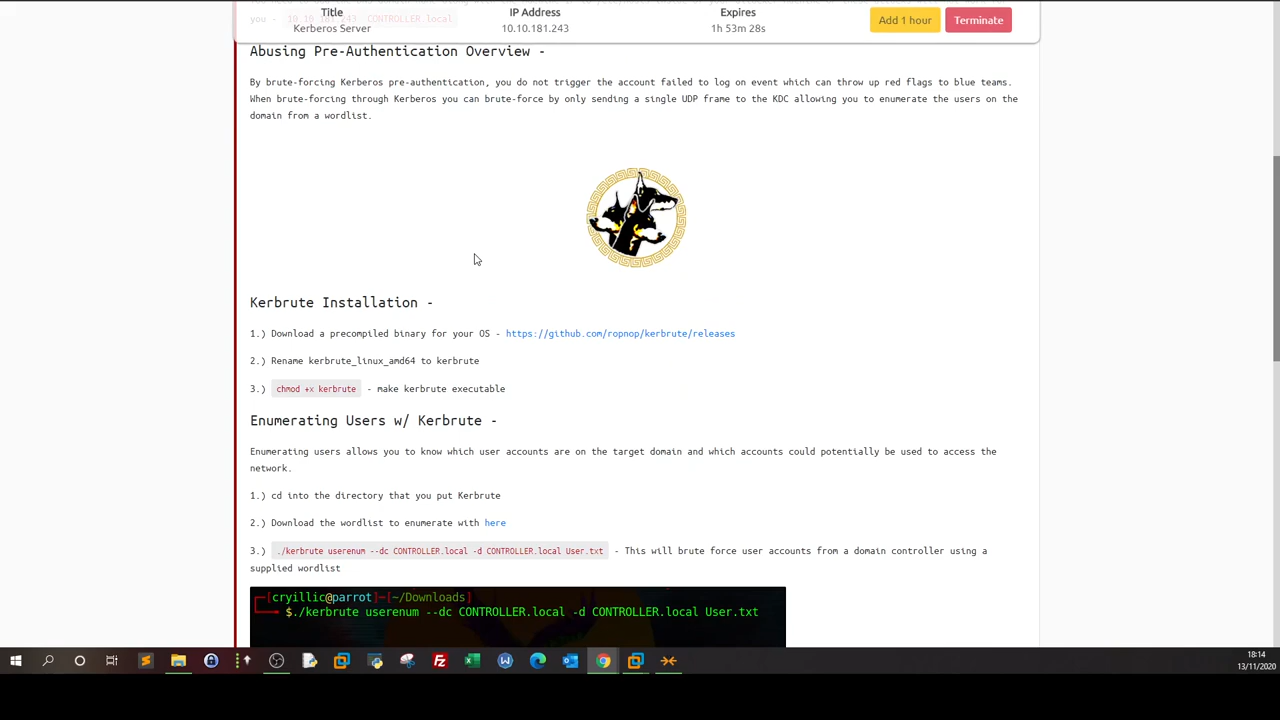 Title
IP Address
Expires
Kerberos Server
10.10.181.243
1h 53m 28s
Add 1 hour
Terminate
you - 10.10.181.243 CONTROLLER.local
Abusing Pre-Authentication Overview -
By brute-forcing Kerberos pre-authentication, you do not trigger the account failed to log on event which can throw up red flags to blue teams.
When brute-forcing through Kerberos you can brute-force by only sending a single UDP frame to the KDC allowing you to enumerate the users on the
domain from a wordlist.
Kerbrute Installation -
1.) Download a precompiled binary for your OS - https://github.com/ropnop/kerbrute/releases
2.) Rename kerbrute_linux_amd64 to kerbrute
3.) chmod +x kerbrute - make kerbrute executable
Enumerating Users w/ Kerbrute -
Enumerating users allows you to know which user accounts are on the target domain and which accounts could potentially be used to access the
network.
1.) cd into the directory that you put Kerbrute
2.) Download the wordlist to enumerate with here
3.) ./kerbrute userenum --dc CONTROLLER.local -d CONTROLLER.local User.txt - This will brute force user accounts from a domain controller using a
supplied wordlist
[cryillic@parrot]-[~/Downloads]
$./kerbrute userenum --dc CONTROLLER.local -d CONTROLLER.local User.txt
18:14
13/11/2020